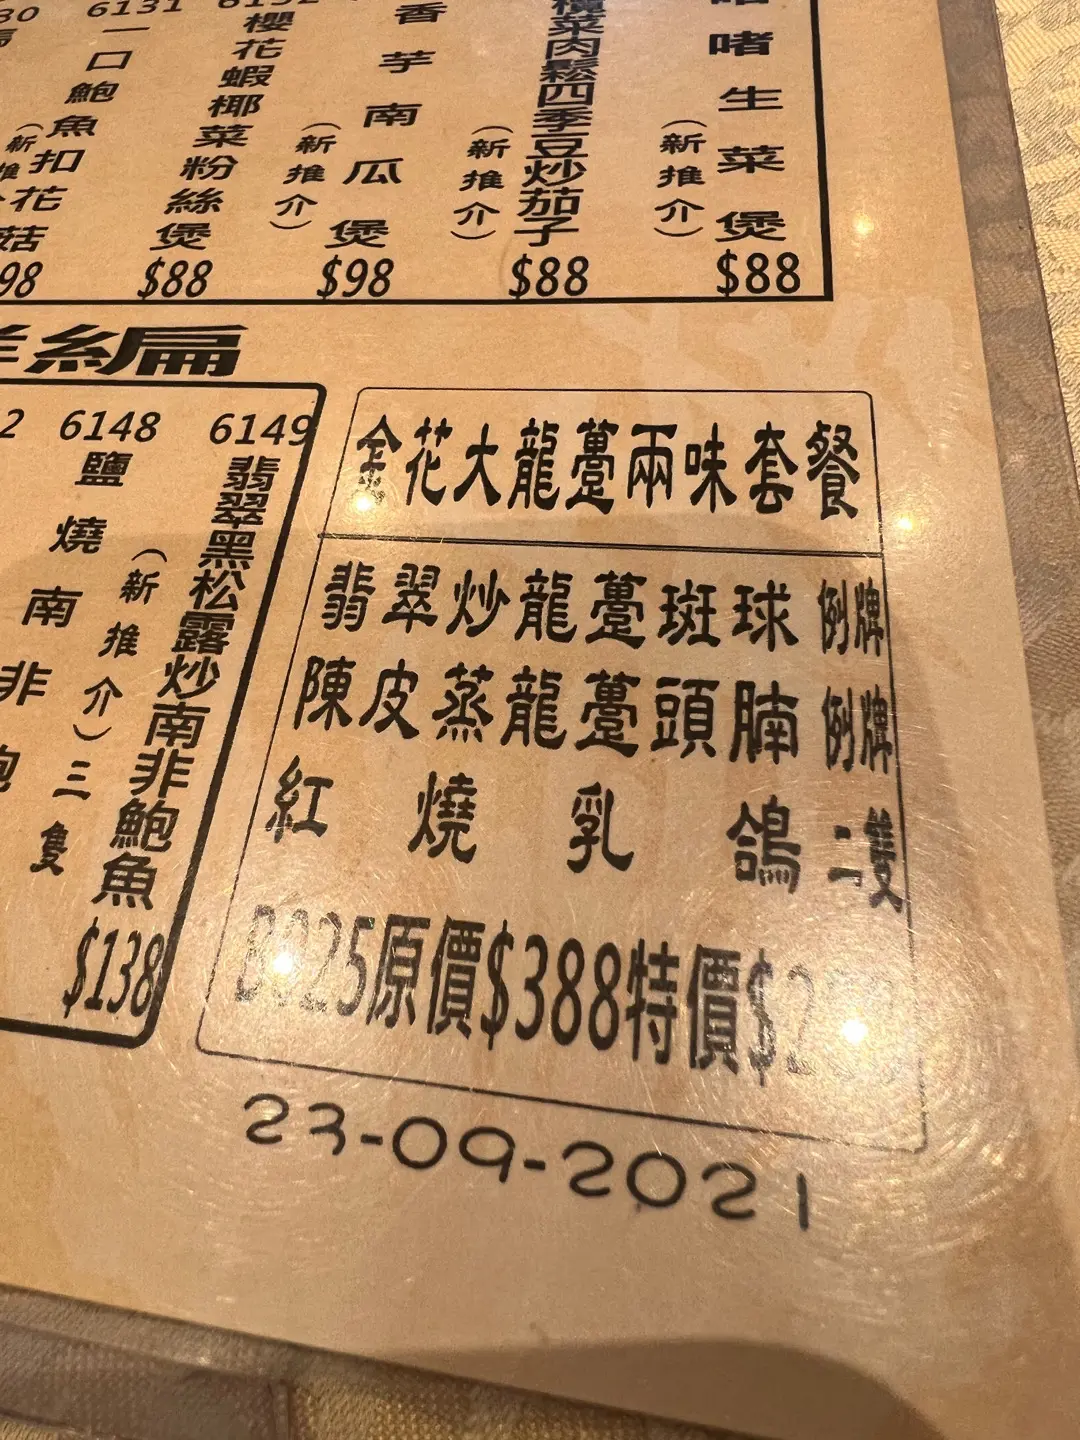 6131
一口鮑魚扣花菇
98
櫻花蝦椰菜粉絲煲
$88
香芋南瓜煲
(新推介)
$98
欖菜肉鬆四季豆炒茄子
(新推介)
$88
啫啫生菜煲
(新推介)
$88
編
6148
鹽燒南非鮑
(新推介)三隻
6149
翡翠黑松露炒南非鮑魚
$138
金花大龍躉兩味套餐
翡翠炒龍躉斑球 例牌
陳皮蒸龍躉頭腩 例牌
紅燒乳鴿 二隻
原價$388特價$2
23-09-2021